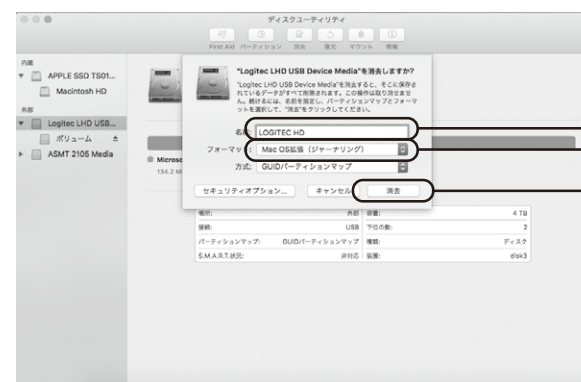 ディスクユーティリティ
First Aid パーティション 消去 復元 マウント 情報
内蔵
APPLE SSD TS01...
Macintosh HD
外部
Logitec LHD USB...
ボリューム
ASMT 2105 Media
"Logitec LHD USB Device Media"を消去しますか?
"Logitec LHD USB Device Media"を消去すると、そこに保存されているデータがすべて削除されます。この操作は取り消せません。続けるには、名前を指定し、パーティションマップとフォーマットを選択して、"消去"をクリックしてください。
名前: LOGITEC HD
フォーマット: Mac OS拡張（ジャーナリング）
方式: GUIDパーティションマップ
セキュリティオプション... キャンセル 消去
Microso
134.2 M
場所: 外部 容量: 4 TB
接続: USB 下位の数: 2
パーティションマップ: GUIDパーティションマップ 種類: ディスク
S.M.A.R.T.状況: 非対応 装置: disk3